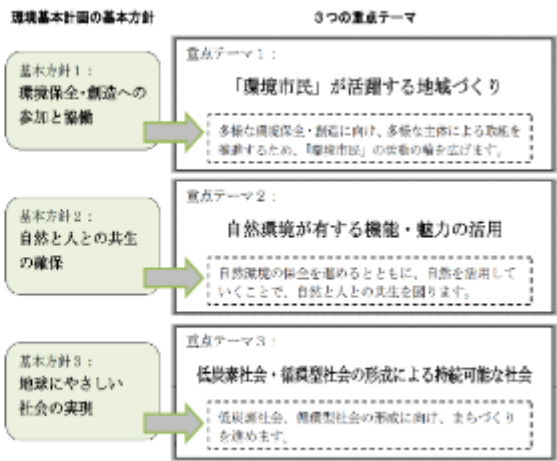 環境基本計画の基本方針
3つの重点テーマ
基本方針1：
環境保全・創造への
参加と協働
重点テーマ1：
「環境市民」が活躍する地域づくり
多様な環境保全・創造に向け、多様な主体による取組を
推進するため、「環境市民」の活動の輪を広げます。
基本方針2：
自然と人との共生
の確保
重点テーマ2：
自然環境が有する機能・魅力の活用
自然環境の保全を進めるとともに、自然を活用して
いくことで、自然と人との共生を図ります。
基本方針3：
地球にやさしい
社会の実現
重点テーマ3：
低炭素社会・循環型社会の形成による持続可能な社会
低炭素社会、循環型社会の形成に向け、まちづくり
を進めます。